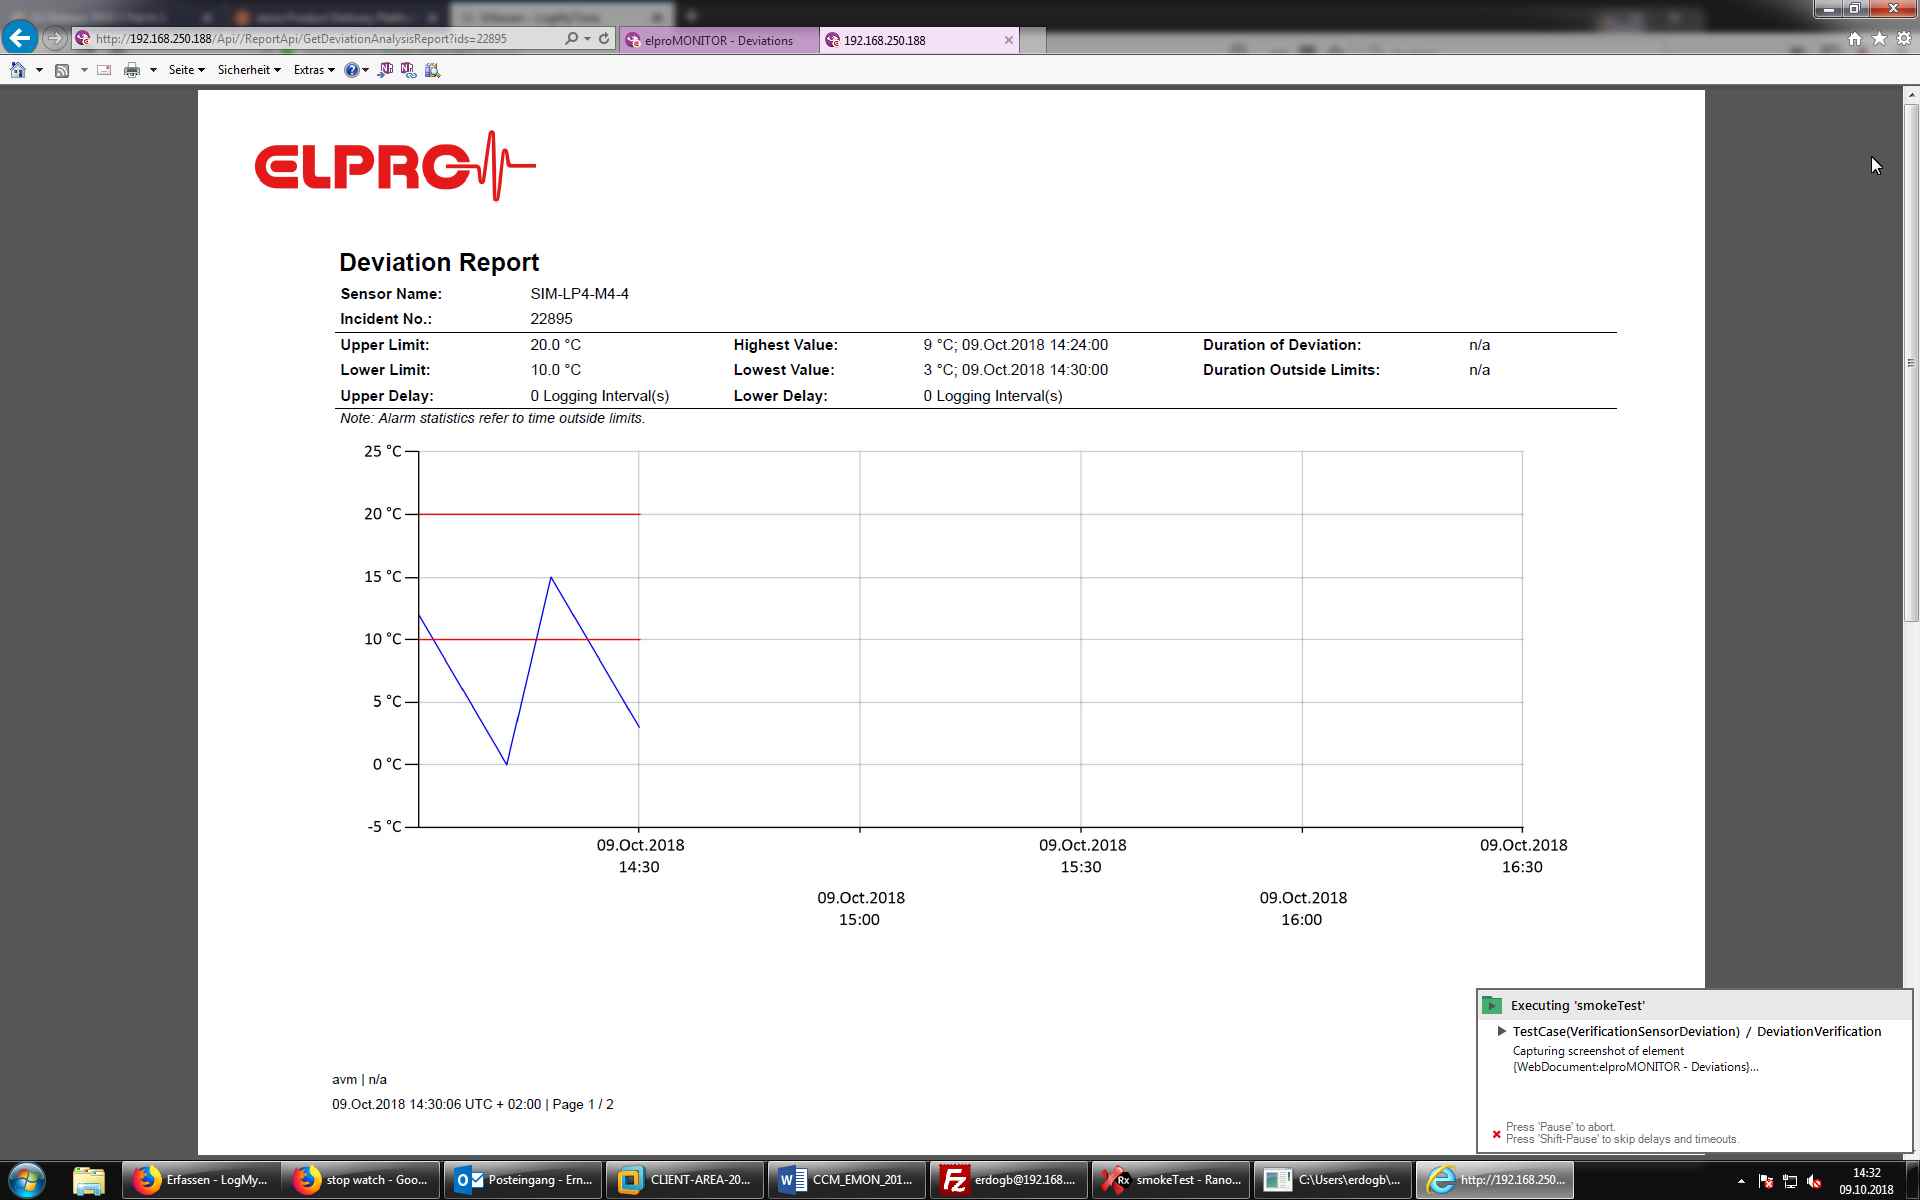 http://192.168.250.188/Api//ReportApi/GetDeviationAnalysisReport?ids=22895
elproMONITOR - Deviations
192.168.250.188
Seite
Sicherheit
Extras
ELPRO
Deviation Report
Sensor Name: SIM-LP4-M4-4
Incident No.: 22895
Upper Limit: 20.0 °C Highest Value: 9 °C; 09.Oct.2018 14:24:00 Duration of Deviation: n/a
Lower Limit: 10.0 °C Lowest Value: 3 °C; 09.Oct.2018 14:30:00 Duration Outside Limits: n/a
Upper Delay: 0 Logging Interval(s) Lower Delay: 0 Logging Interval(s)
Note: Alarm statistics refer to time outside limits.
25 °C
20 °C
15 °C
10 °C
5 °C
0 °C
-5 °C
09.Oct.2018 09.Oct.2018 09.Oct.2018
14:30 15:30 16:30
09.Oct.2018 09.Oct.2018
15:00 16:00
avm | n/a
09.Oct.2018 14:30:06 UTC + 02:00 | Page 1 / 2
Executing 'smokeTest'
TestCase(VerificationSensorDeviation) / DeviationVerification
Capturing screenshot of element
{WebDocument:elproMONITOR - Deviations}...
Press 'Pause' to abort.
Press 'Shift-Pause' to skip delays and timeouts.
Erfassen - LogMy...
stop watch - Goo...
Posteingang - Ern...
CLIENT-AREA-20...
CCM_EMON_201...
erdogb@192.168....
smokeTest - Rano...
C:\Users\erdogb\...
http://192.168.250...
14:32
09.10.2018